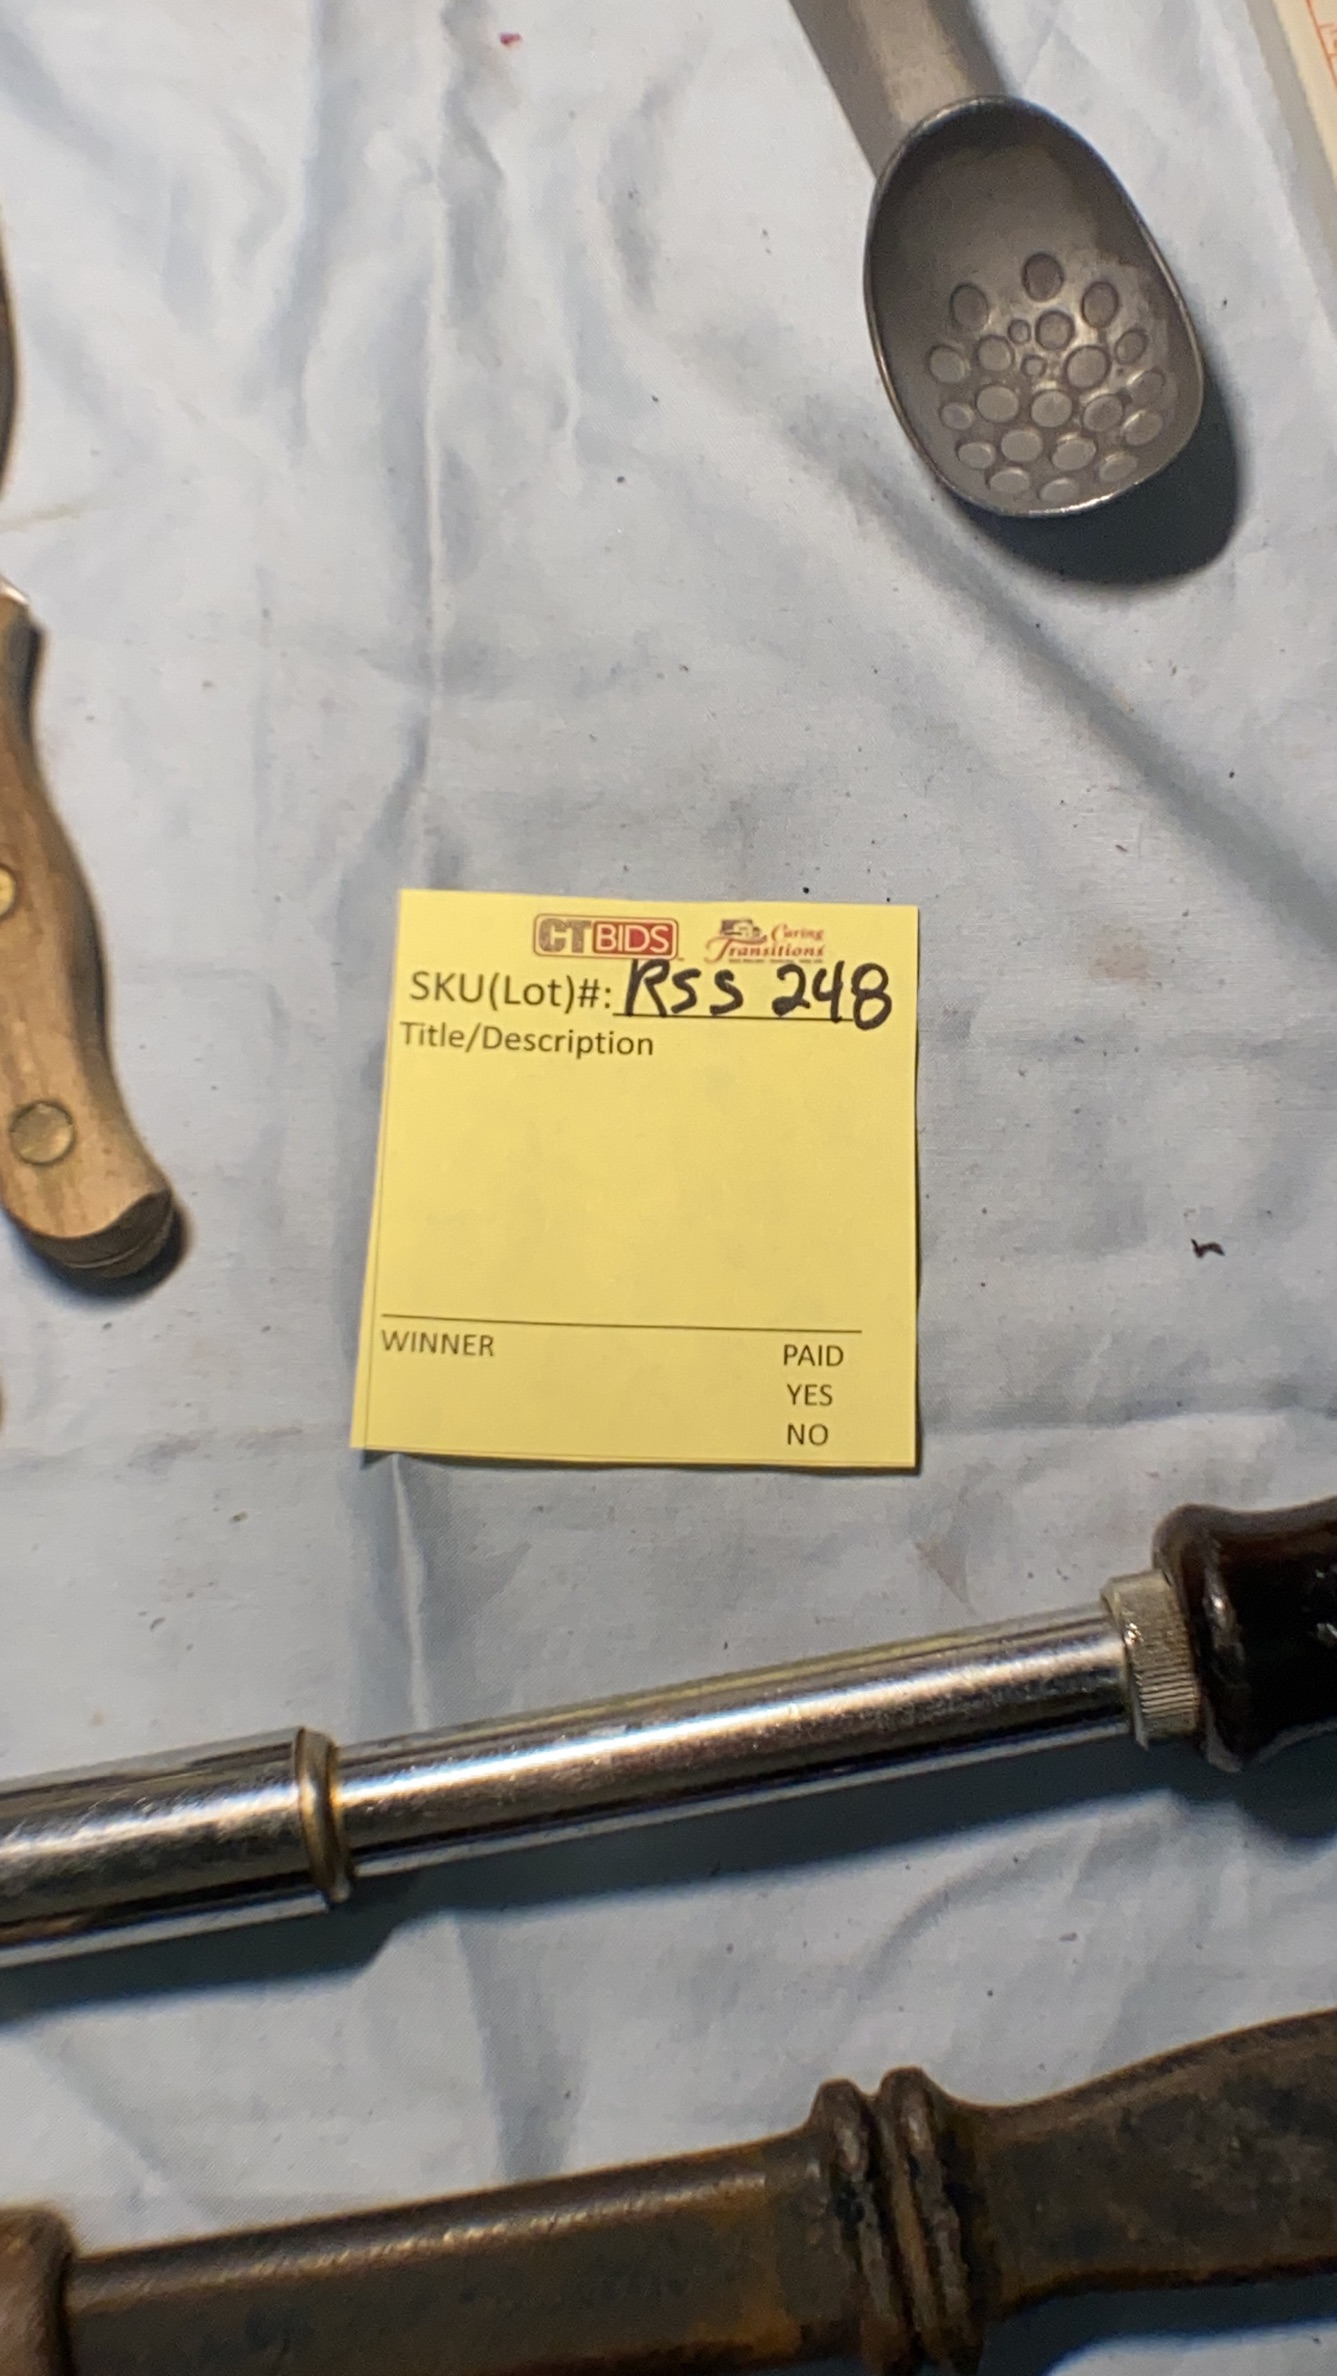 CTBIDS Caring Transitions
SKU(Lot)#: RSS 248
Title/Description
WINNER PAID
YES
NO